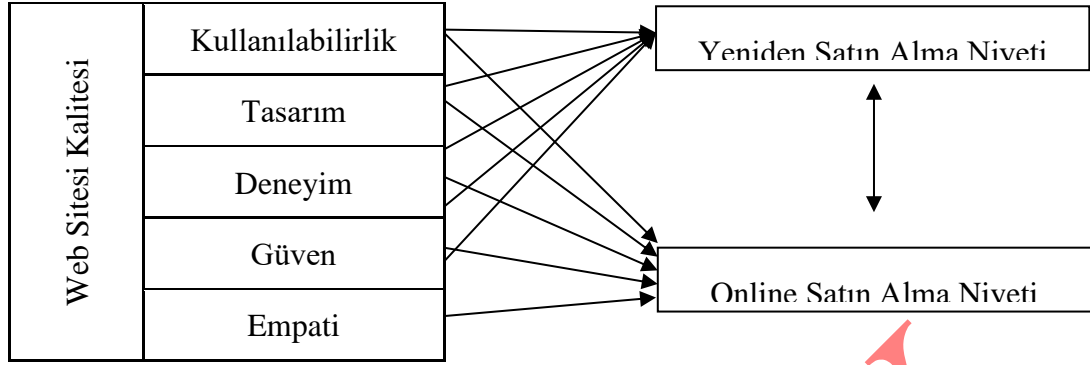 Web Sitesi Kalitesi
Kullanılabilirlik
Tasarım
Deneyim
Güven
Empati
Yeniden Satın Alma Niyeti
Online Satın Alma Niyeti